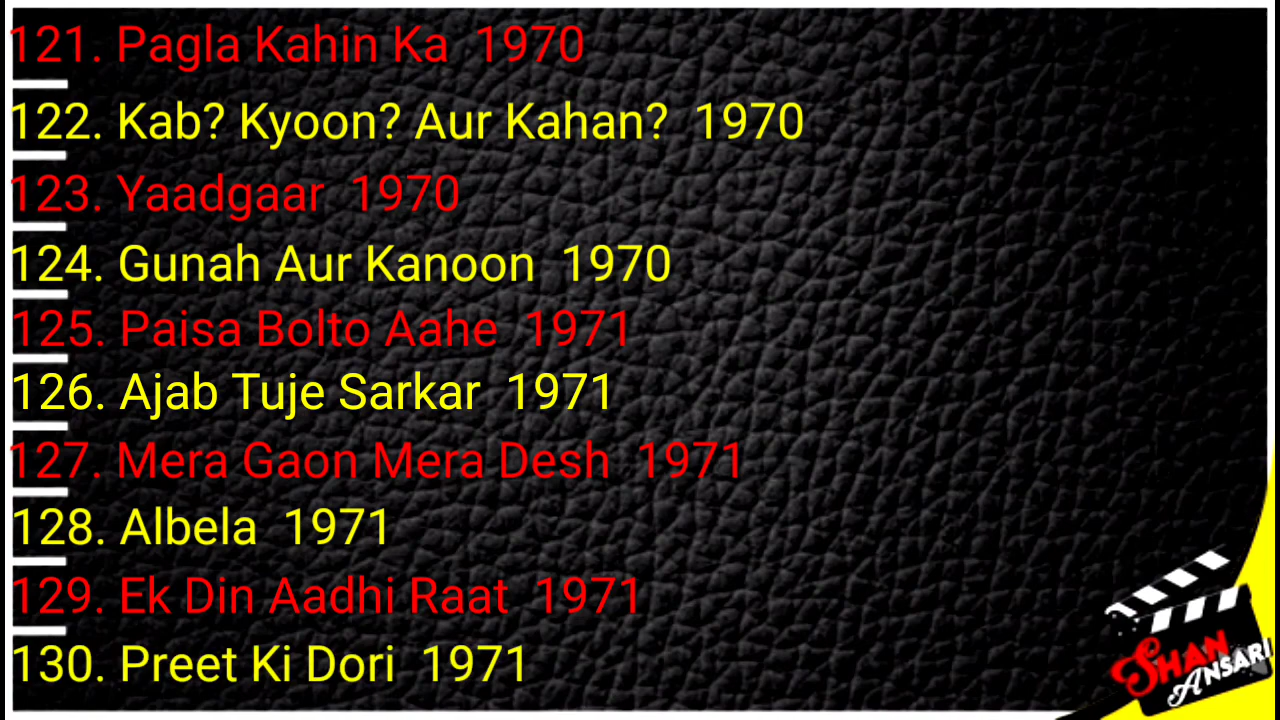 121. Pagla Kahin Ka 1970
122. Kab? Kyoon? Aur Kahan? 1970
123. Yaadgaar 1970
124. Gunah Aur Kanoon 1970
125. Paisa Bolto Aahe 1971
126. Ajab Tuje Sarkar 1971
127. Mera Gaon Mera Desh 1971
128. Albela 1971
129. Ek Din Aadhi Raat 1971
130. Preet Ki Dori 1971
SHAN
ANSARI